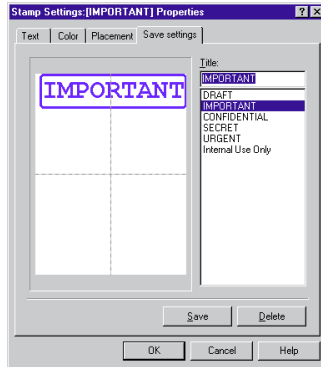 Stamp Settings:[IMPORTANT] Properties
Text Color Placement Save settings
Title:
IMPORTANT
IMPORTANT
DRAFT
IMPORTANT
CONFIDENTIAL
SECRET
URGENT
Internal Use Only
Save Delete
OK Cancel Help